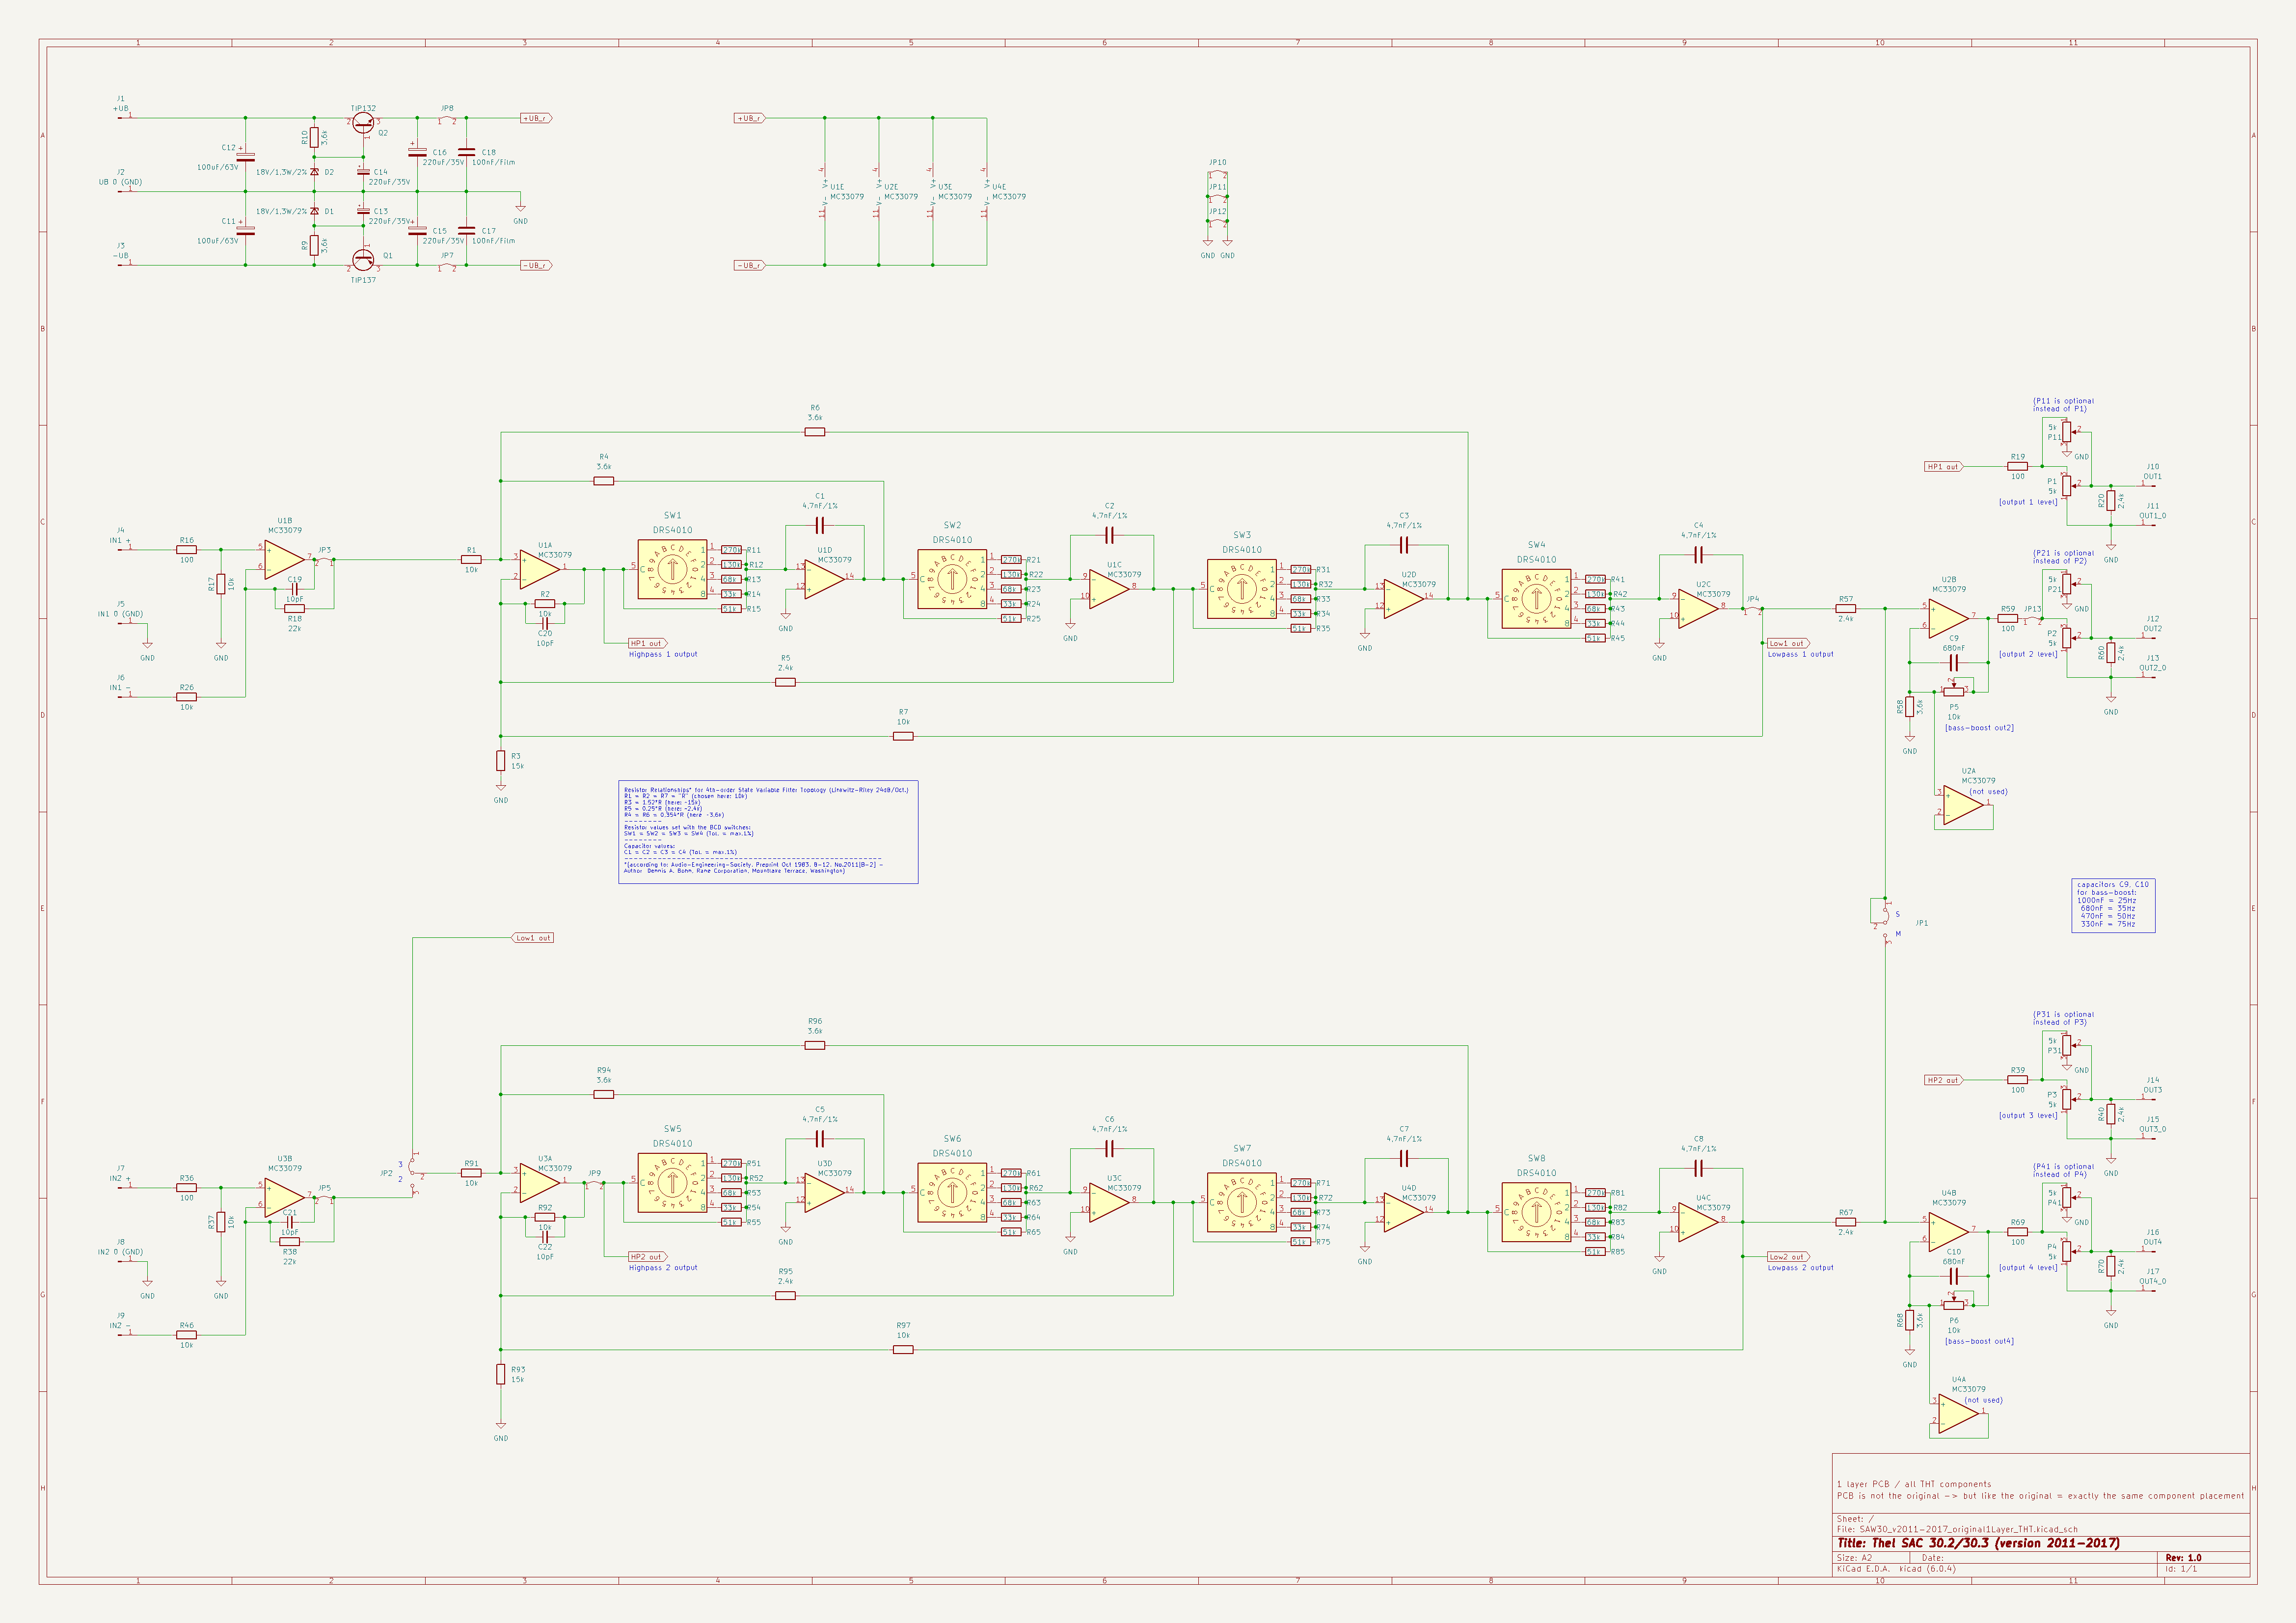 J1
+UB
J2
UB 0 (GND)
J3
-UB
C12
100uF/63V
C11
100uF/63V
R10
3.6k
18V/1.3W/2% D2
18V/1.3W/2% D1
R9
3.6k
TIP132
Q2
C14
220uF/35V
C13
220uF/35V
Q1
TIP137
C16
220uF/35V
C15
220uF/35V
JP8
JP7
C18
100nF/Film
C17
100nF/Film
+UB_r
GND
-UB_r
+UB_r
-UB_r
U1E
MC33079
U2E
MC33079
U3E
MC33079
U4E
MC33079
JP10
JP11
JP12
GND GND
J4
IN1 +
J5
IN1 0 (GND)
J6
IN1 -
R16
100
R17
10k
GND
GND
R26
10k
U1B
MC33079
C19
10pF
R18
22k
JP3
R1
10k
R6
3.6k
R4
3.6k
U1A
MC33079
R2
10k
C20
10pF
SW1
DRS4010
270k R11
130k R12
68k R13
33k R14
51k R15
HP1 out
Highpass 1 output
R5
2.4k
R7
10k
R3
15k
GND
C1
4.7nF/1%
U1D
MC33079
GND
SW2
DRS4010
270k R21
130k R22
68k R23
33k R24
51k R25
C2
4.7nF/1%
U1C
MC33079
GND
SW3
DRS4010
270k R31
130k R32
68k R33
33k R34
51k R35
C3
4.7nF/1%
U2D
MC33079
GND
SW4
DRS4010
270k R41
130k R42
68k R43
33k R44
51k R45
C4
4.7nF/1%
U2C
MC33079
GND
JP4
Low1 out
Lowpass 1 output
R57
2.4k
U2B
MC33079
C9
680nF
R58
3.6k
GND
P5
10k
[bass-boost out2]
U2A
MC33079
(not used)
(P11 is optional
instead of P1)
5k
P11
GND
HP1 out
R19
100
P1
5k
[output 1 level]
R20
2.4k
J10
OUT1
J11
OUT1_0
GND
(P21 is optional
instead of P2)
5k
P21
GND
R59
100
JP13
P2
5k
[output 2 level]
R60
2.4k
J12
OUT2
J13
OUT2_0
GND
Resistor Relationships* for 4th-order State Variable Filter Topology (Linkwitz-Riley 24dB/Oct.)
R1 = R2 = R7 = "R" (chosen here: 10k)
R3 = 1.52*R (here: ~15k)
R5 = 0.25*R (here: ~2.4k)
R4 = R6 = 0.354*R (here ~3.6k)
--------
Resistor values set with the BCD switches:
SW1 = SW2 = SW3 = SW4 (Tol. = max.1%)
--------
Capacitor values:
C1 = C2 = C3 = C4 (Tol. = max.1%)
*(according to: Audio-Engineering-Society, Preprint Oct 1983, 8-12, No.2011[B-2] -
Author: Dennis A. Bohn, Rane Corporation, Mountlake Terrace, Washington)
capacitors C9, C10
for bass-boost:
1000nF = 25Hz
680nF = 35Hz
470nF = 50Hz
330nF = 75Hz
S
JP1
M
Low1 out
J7
IN2 +
J8
IN2 0 (GND)
J9
IN2 -
R36
100
R37
10k
GND
GND
R46
10k
U3B
MC33079
C21
10pF
R38
22k
JP5
JP2
3
2
R91
10k
R96
3.6k
R94
3.6k
U3A
MC33079
R92
10k
C22
10pF
JP9
SW5
DRS4010
270k R51
130k R52
68k R53
33k R54
51k R55
HP2 out
Highpass 2 output
R95
2.4k
R97
10k
R93
15k
GND
C5
4.7nF/1%
U3D
MC33079
GND
SW6
DRS4010
270k R61
130k R62
68k R63
33k R64
51k R65
C6
4.7nF/1%
U3C
MC33079
GND
SW7
DRS4010
270k R71
130k R72
68k R73
33k R74
51k R75
C7
4.7nF/1%
U4D
MC33079
GND
SW8
DRS4010
270k R81
130k R82
68k R83
33k R84
51k R85
C8
4.7nF/1%
U4C
MC33079
GND
Low2 out
Lowpass 2 output
R67
2.4k
U4B
MC33079
C10
680nF
R68
3.6k
GND
P6
10k
[bass-boost out4]
U4A
MC33079
(not used)
(P31 is optional
instead of P3)
5k
P31
GND
HP2 out
R39
100
P3
5k
[output 3 level]
R40
2.4k
J14
OUT3
J15
OUT3_0
GND
(P41 is optional
instead of P4)
5k
P41
GND
R69
100
P4
5k
[output 4 level]
R70
2.4k
J16
OUT4
J17
OUT4_0
GND
1 layer PCB / all THT components
PCB is not the original -> but like the original = exactly the same component placement
Sheet: /
File: SAW30_v2011-2017_original1Layer_THT.kicad_sch
Title: Thel SAC 30.2/30.3 (version 2011-2017)
Size: A2 Date: Rev: 1.0
KiCad E.D.A. kicad (6.0.4) Id: 1/1